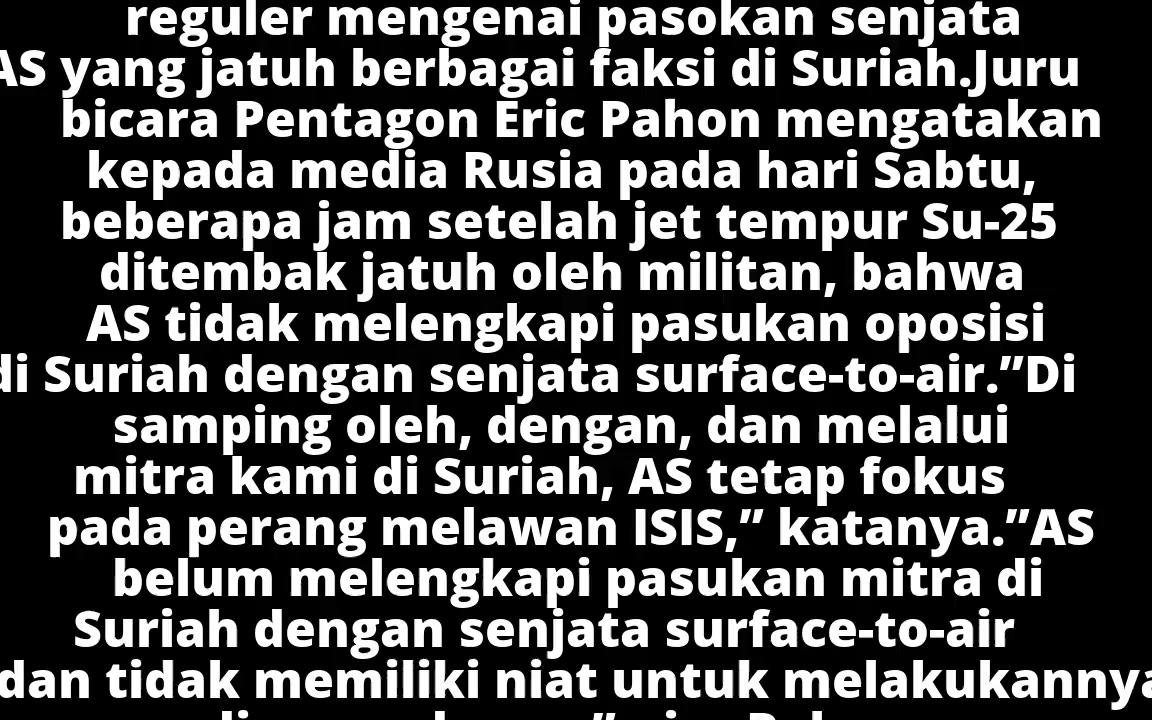 reguler mengenai pasokan senjata
AS yang jatuh berbagai faksi di Suriah.Juru
bicara Pentagon Eric Pahon mengatakan
kepada media Rusia pada hari Sabtu,
beberapa jam setelah jet tempur Su-25
ditembak jatuh oleh militan, bahwa
AS tidak melengkapi pasukan oposisi
di Suriah dengan senjata surface-to-air.”Di
samping oleh, dengan, dan melalui
mitra kami di Suriah, AS tetap fokus
pada perang melawan ISIS,” katanya.”AS
belum melengkapi pasukan mitra di
Suriah dengan senjata surface-to-air
dan tidak memiliki niat untuk melakukannya